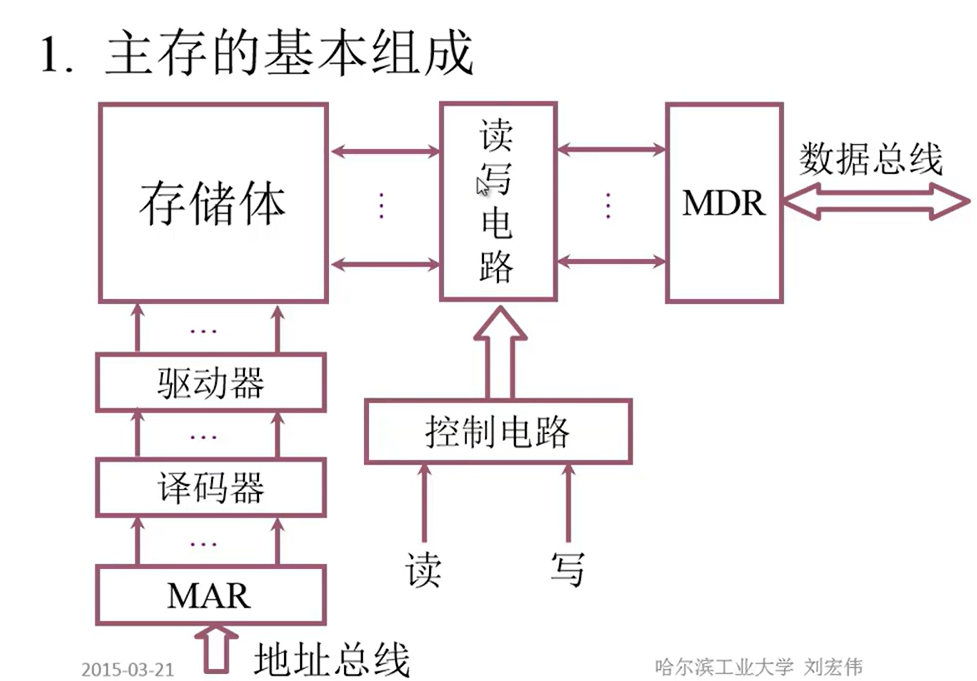 1. 主存的基本组成
存储体
读写电路
MDR
数据总线
驱动器
控制电路
译码器
读
写
MAR
地址总线
2015-03-21
哈尔滨工业大学 刘宏伟